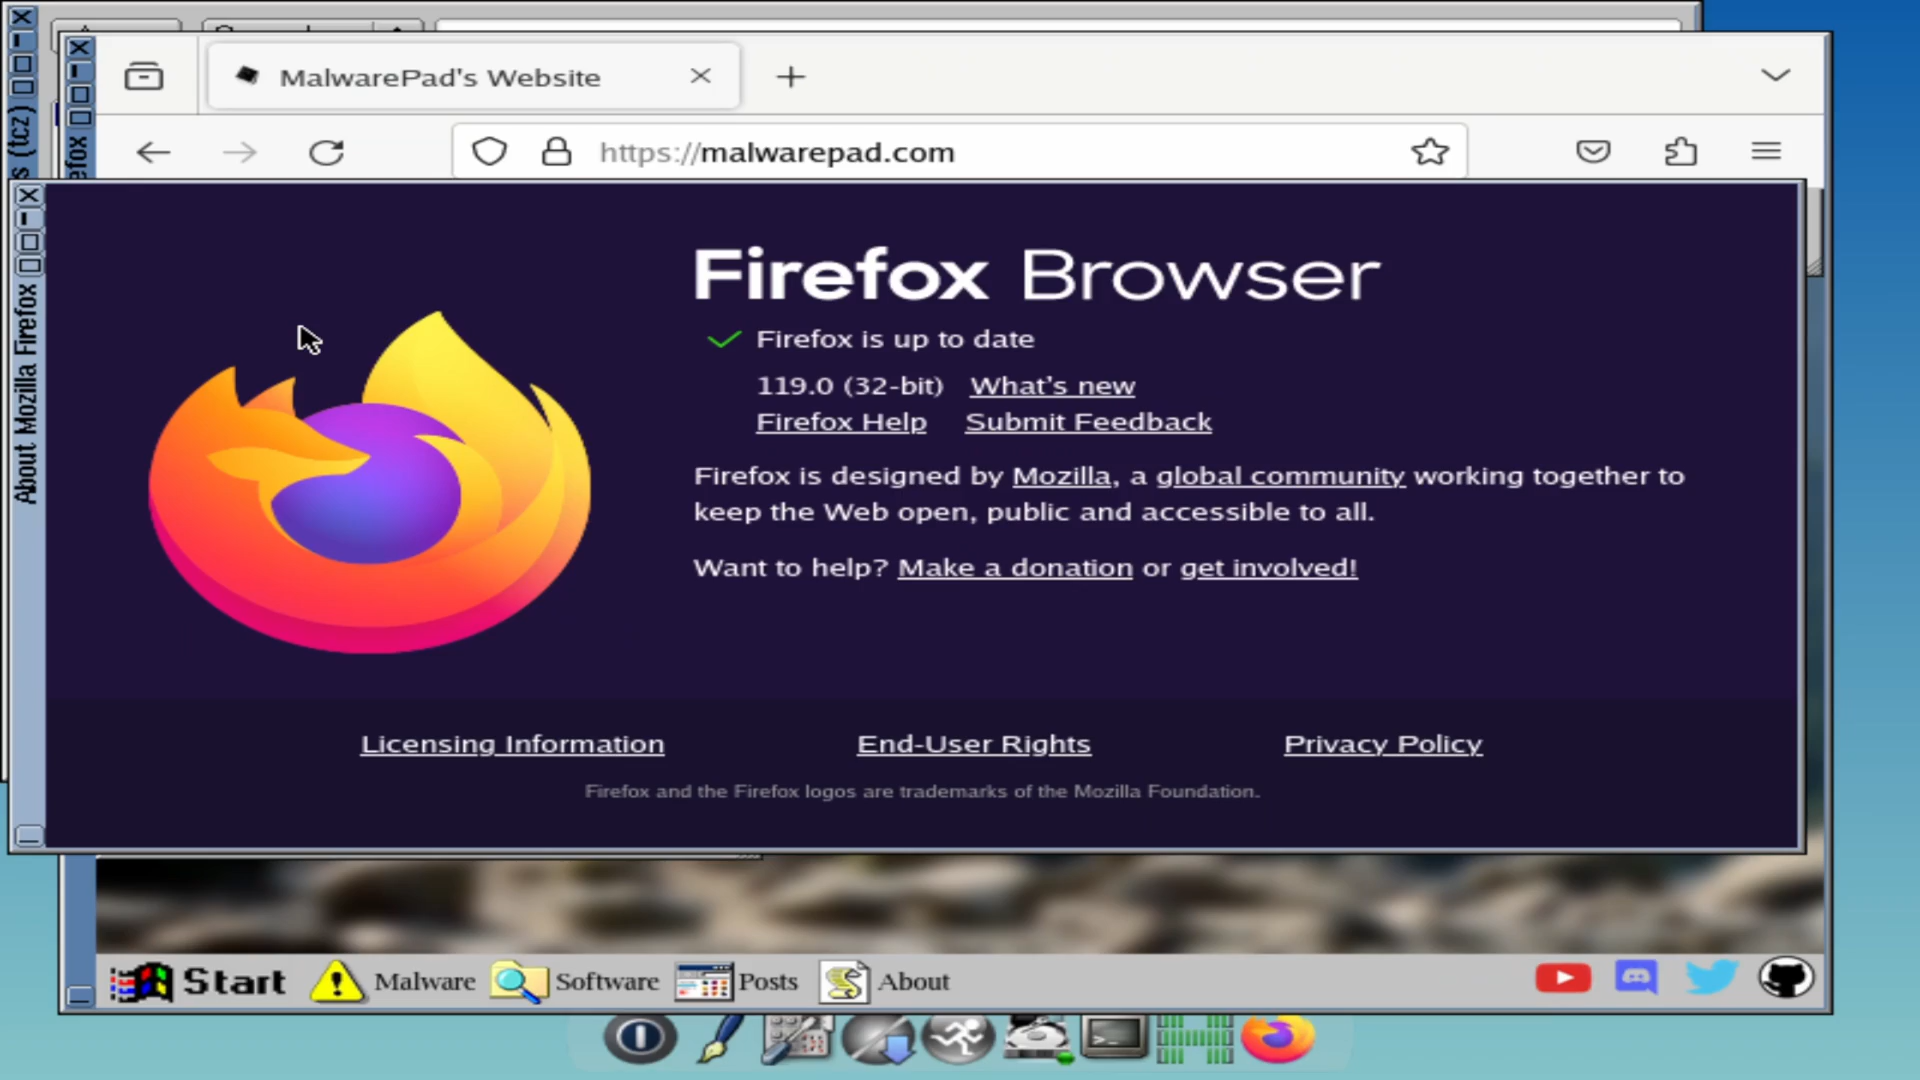 s (tcz)
efox
MalwarePad's Website
https://malwarepad.com
About Mozilla Firefox
Firefox Browser
Firefox is up to date
119.0 (32-bit) What's new
Firefox Help Submit Feedback
Firefox is designed by Mozilla, a global community working together to
keep the Web open, public and accessible to all.
Want to help? Make a donation or get involved!
Licensing Information End-User Rights Privacy Policy
Firefox and the Firefox logos are trademarks of the Mozilla Foundation.
Start Malware Software Posts About